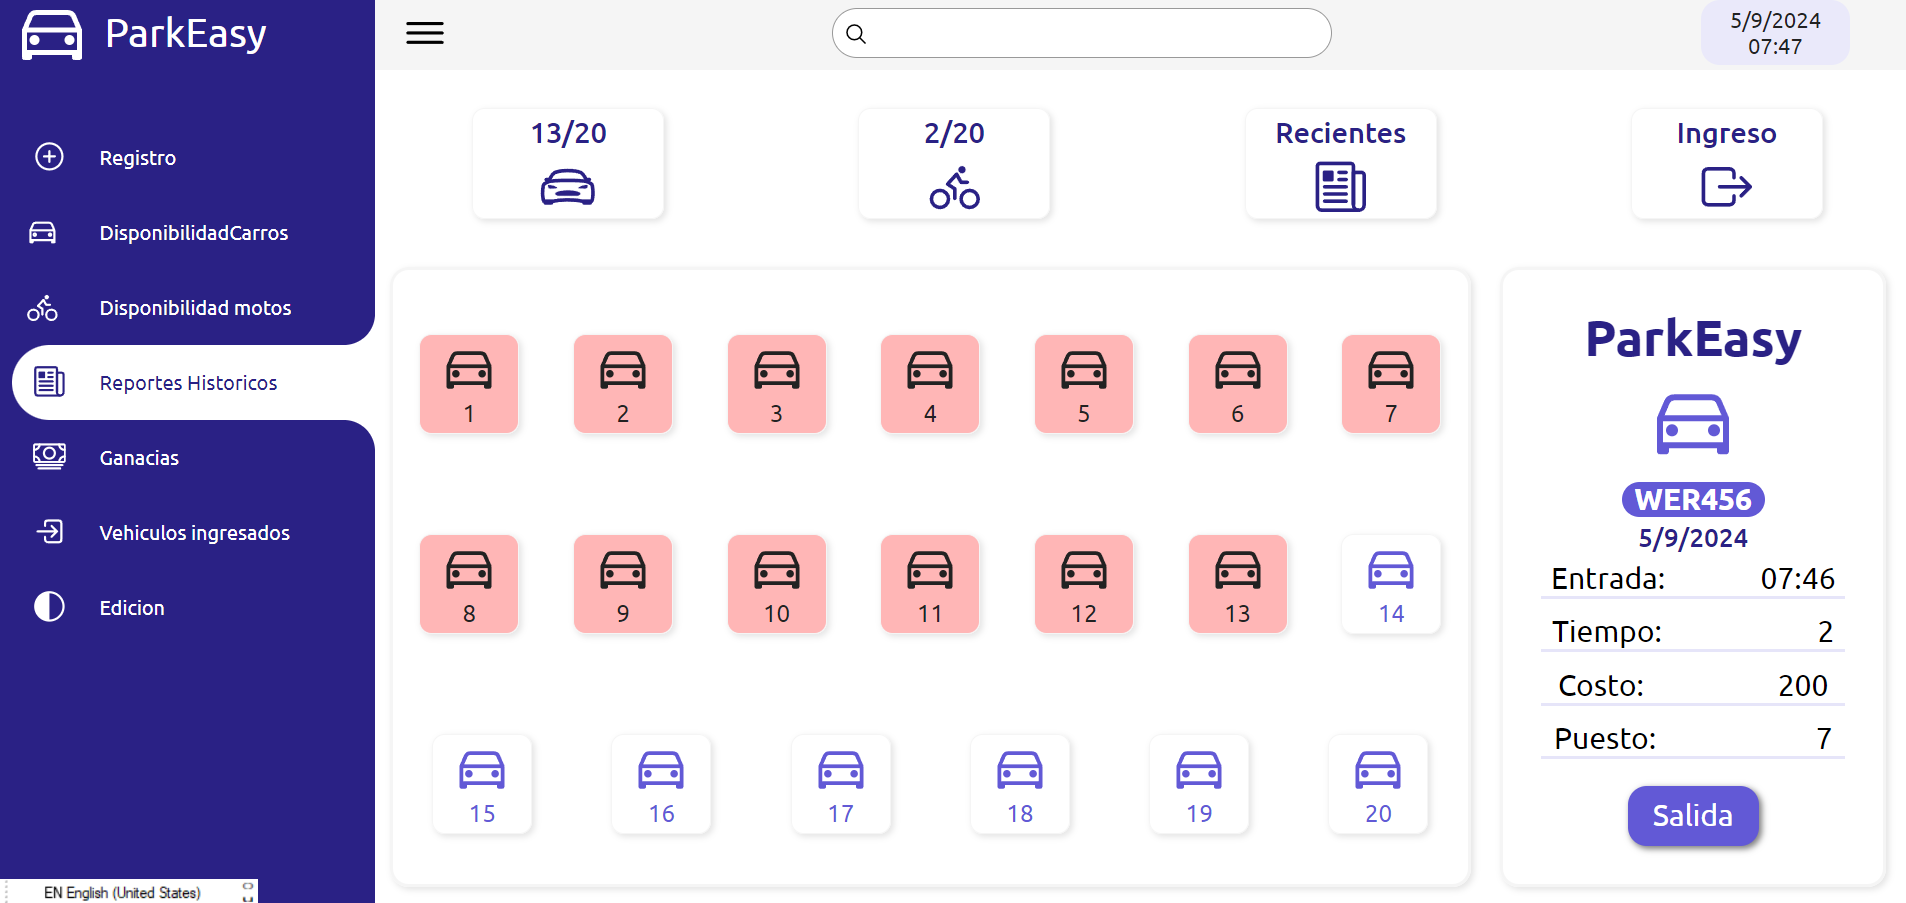 ParkEasy
5/9/2024
07:47
Registro
DisponibilidadCarros
Disponibilidad motos
Reportes Historicos
Ganacias
Vehiculos ingresados
Edicion
13/20
2/20
Recientes
Ingreso
1
2
3
4
5
6
7
8
9
10
11
12
13
14
15
16
17
18
19
20
ParkEasy
WER456
5/9/2024
Entrada: 07:46
Tiempo: 2
Costo: 200
Puesto: 7
Salida
EN English (United States)